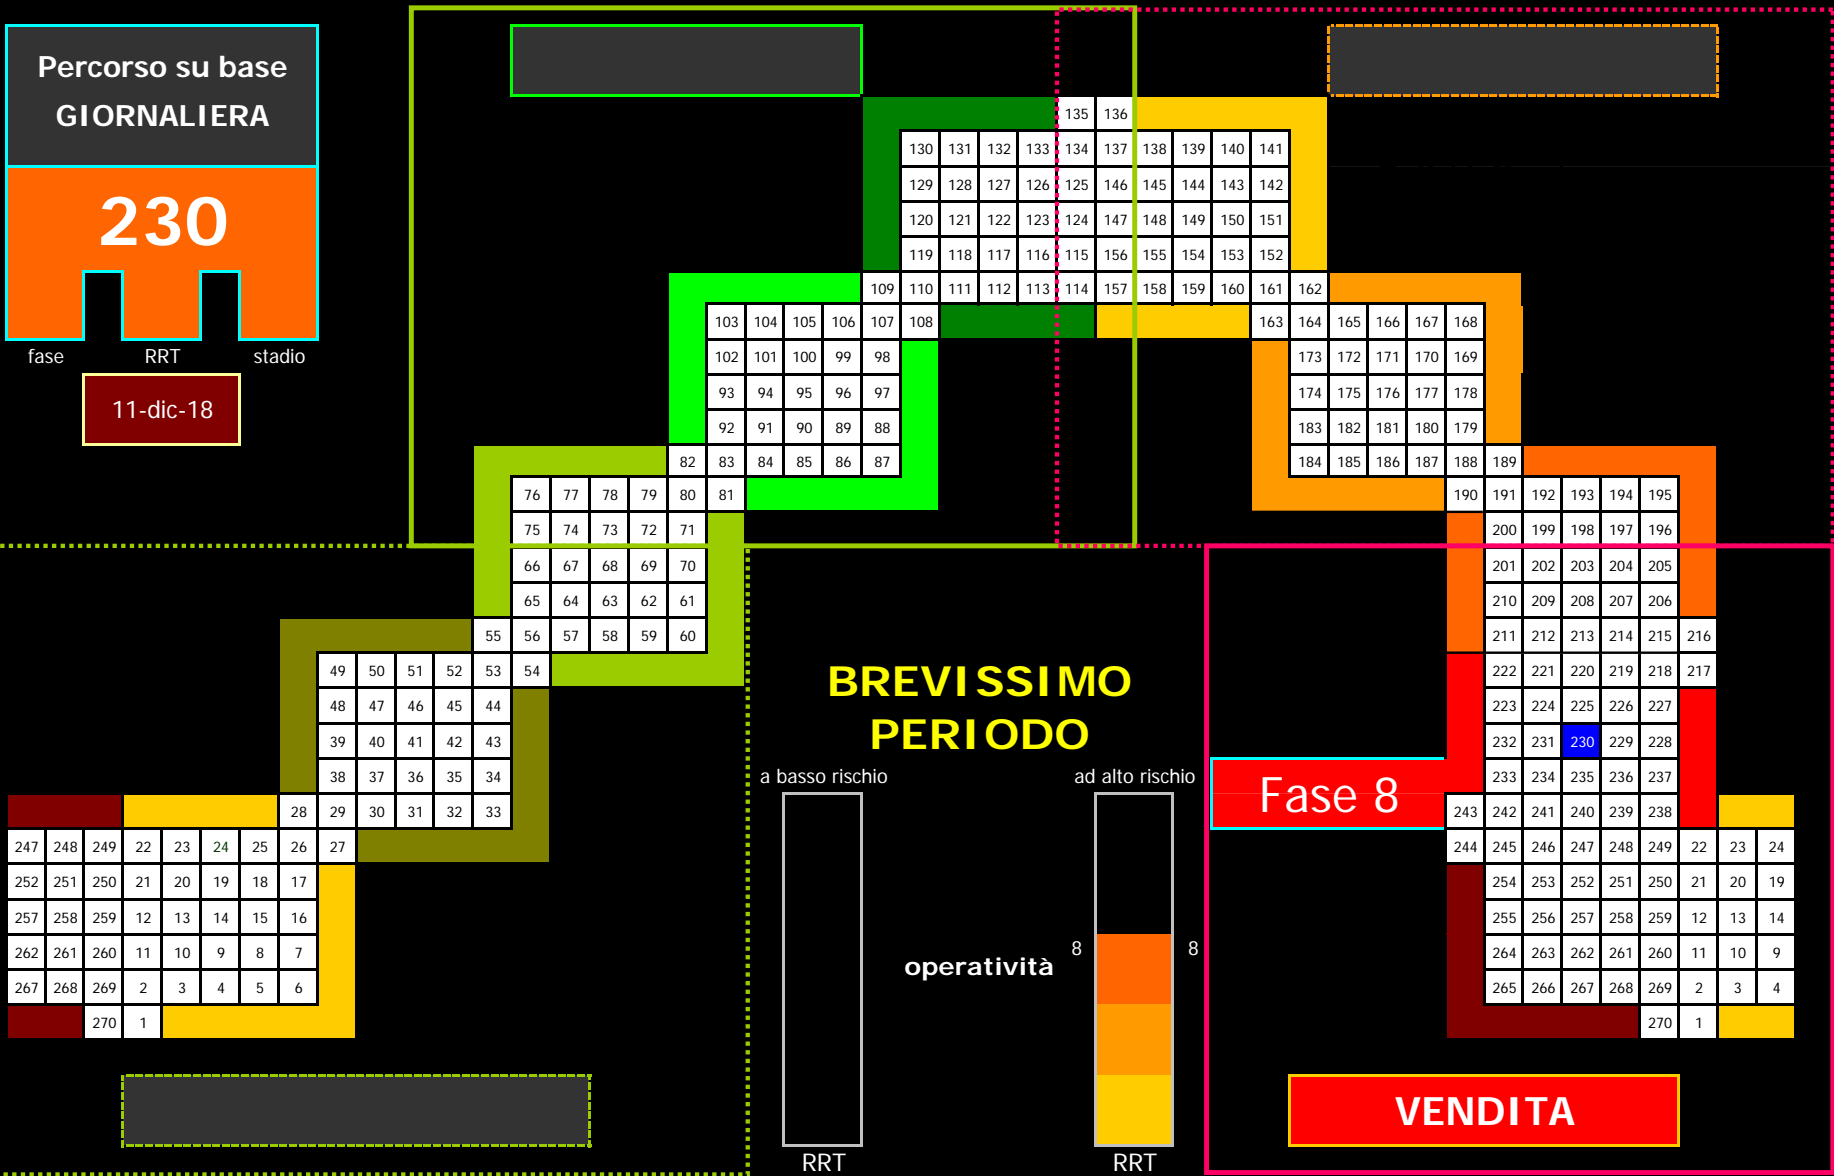 Percorso su base
GIORNALIERA
230
fase RRT stadio
11-dic-18
135 136
130 131 132 133 134 137 138 139 140 141
129 128 127 126 125 146 145 144 143 142
120 121 122 123 124 147 148 149 150 151
119 118 117 116 115 156 155 154 153 152
109 110 111 112 113 114 157 158 159 160 161 162
103 104 105 106 107 108 163 164 165 166 167 168
102 101 100 99 98 173 172 171 170 169
93 94 95 96 97 174 175 176 177 178
92 91 90 89 88 183 182 181 180 179
82 83 84 85 86 87 184 185 186 187 188 189
76 77 78 79 80 81 190 191 192 193 194 195
75 74 73 72 71 200 199 198 197 196
66 67 68 69 70 201 202 203 204 205
65 64 63 62 61 210 209 208 207 206
55 56 57 58 59 60 211 212 213 214 215 216
49 50 51 52 53 54 222 221 220 219 218 217
48 47 46 45 44 223 224 225 226 227
39 40 41 42 43 232 231 230 229 228
38 37 36 35 34 233 234 235 236 237
28 29 30 31 32 33 243 242 241 240 239 238
247 248 249 22 23 24 25 26 27 244 245 246 247 248 249 22 23 24
252 251 250 21 20 19 18 17 254 253 252 251 250 21 20 19
257 258 259 12 13 14 15 16 255 256 257 258 259 12 13 14
262 261 260 11 10 9 8 7 264 263 262 261 260 11 10 9
267 268 269 2 3 4 5 6 265 266 267 268 269 2 3 4
270 1 270 1
BREVISSIMO
PERIODO
a basso rischio ad alto rischio
Fase 8
8 8
operatività
RRT RRT
VENDITA